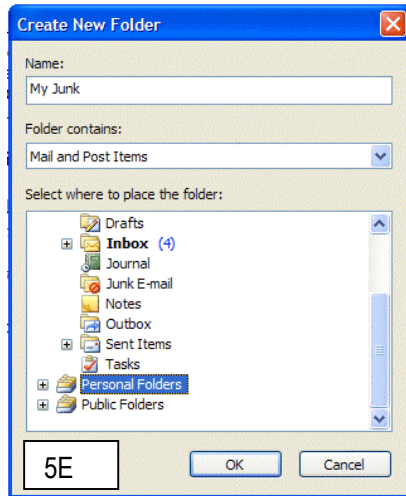 Create New Folder
Name:
My Junk
Folder contains:
Mail and Post Items
Select where to place the folder:
Drafts
Inbox (4)
Journal
Junk E-mail
Notes
Outbox
Sent Items
Tasks
Personal Folders
Public Folders
5E
OK Cancel